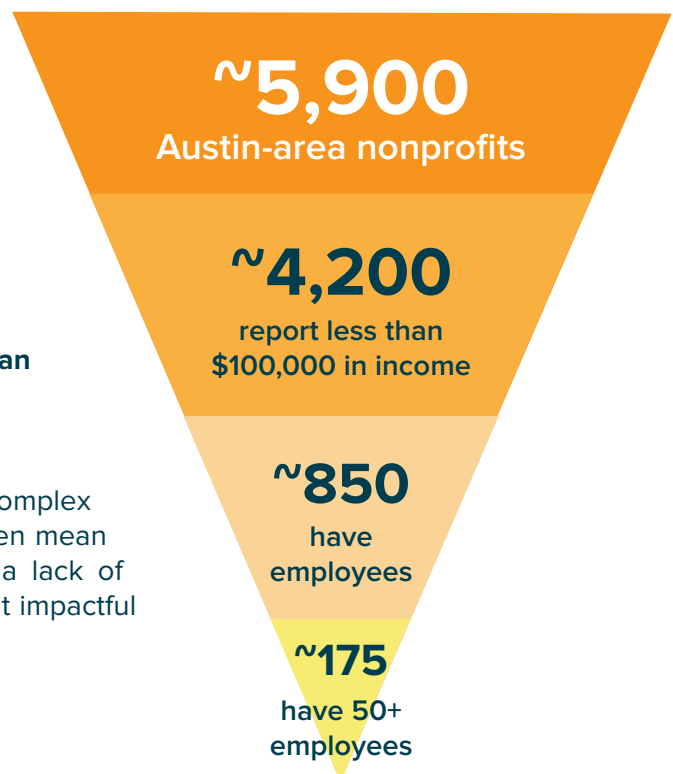 ~5,900
Austin-area nonprofits
~4,200
report less than
$100,000 in income
an
omplex
en mean
a lack of
t impactful
~850
have
employees
~175
have 50+
employees